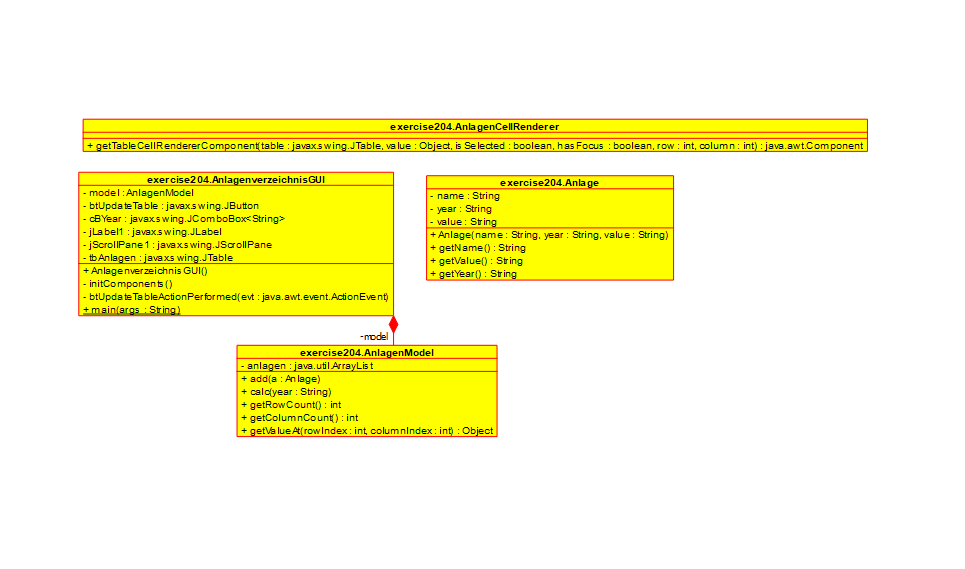 exercise204.AnlagenCellRenderer
+ getTableCellRendererComponent(table : javax.swing.JTable, value : Object, isSelected : boolean, hasFocus : boolean, row : int, column : int) : java.awt.Component
exercise204.AnlagenverzeichnisGUI
- model : AnlagenModel
- btUpdateTable : javax.swing.JButton
- cBYear : javax.swing.JComboBox<String>
- jLabel1 : javax.swing.JLabel
- jScrollPane1 : javax.swing.JScrollPane
- tbAnlagen : javax.swing.JTable
+ AnlagenverzeichnisGUI()
- initComponents()
- btUpdateTableActionPerformed(evt : java.awt.event.ActionEvent)
+ main(args : String)
exercise204.Anlage
- name : String
- year : String
- value : String
+ Anlage(name : String, year : String, value : String)
+ getName() : String
+ getValue() : String
+ getYear() : String
-model
exercise204.AnlagenModel
- anlagen : java.util.ArrayList
+ add(a : Anlage)
+ calc(year : String)
+ getRowCount() : int
+ getColumnCount() : int
+ getValueAt(rowIndex : int, columnIndex : int) : Object